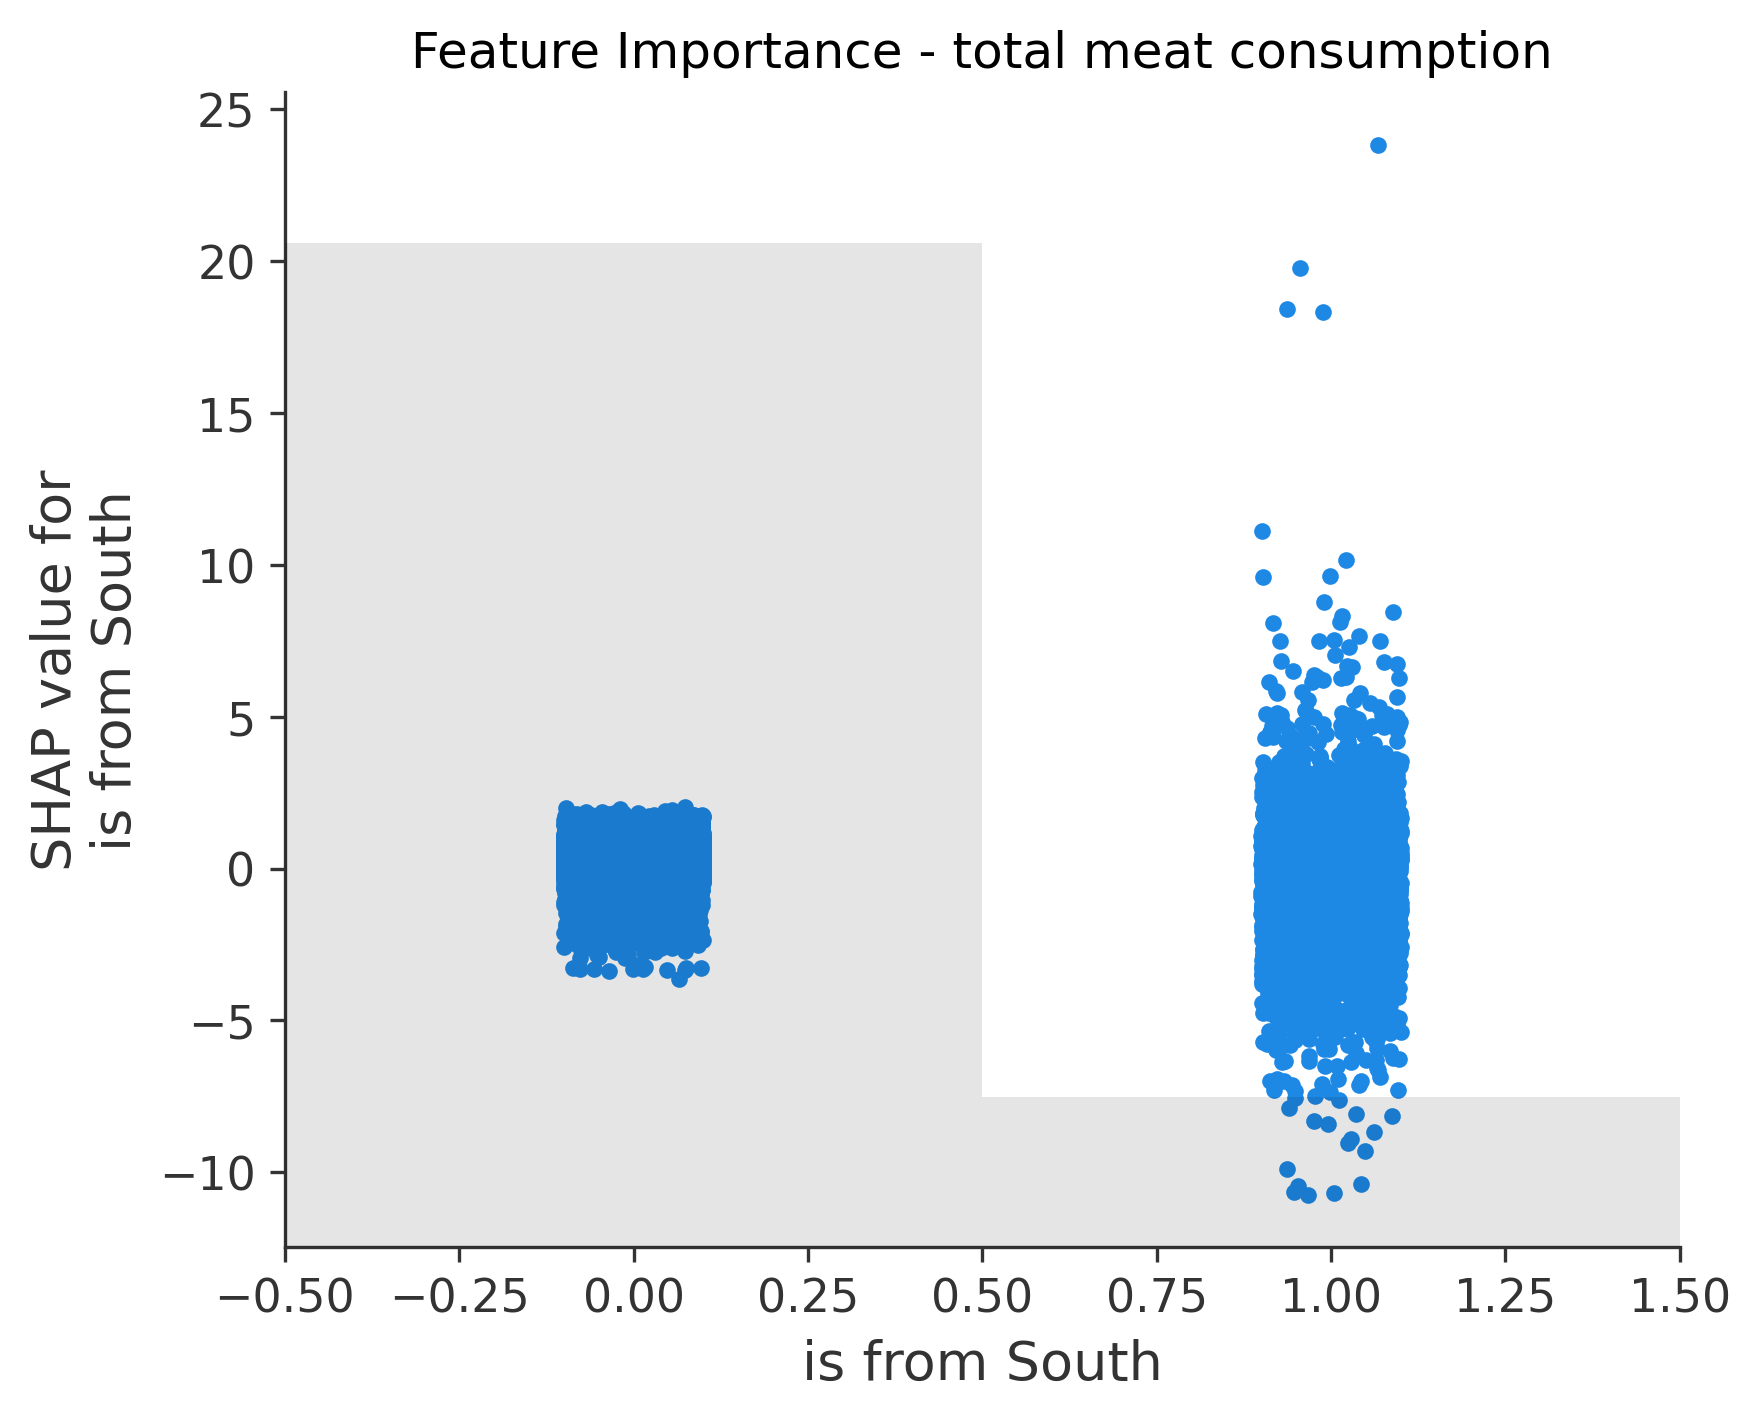 Feature Importance - total meat consumption
25
20
15
10
5
0
−5
−10
SHAP value for
is from South
−0.50 −0.25 0.00 0.25 0.50 0.75 1.00 1.25 1.50
is from South